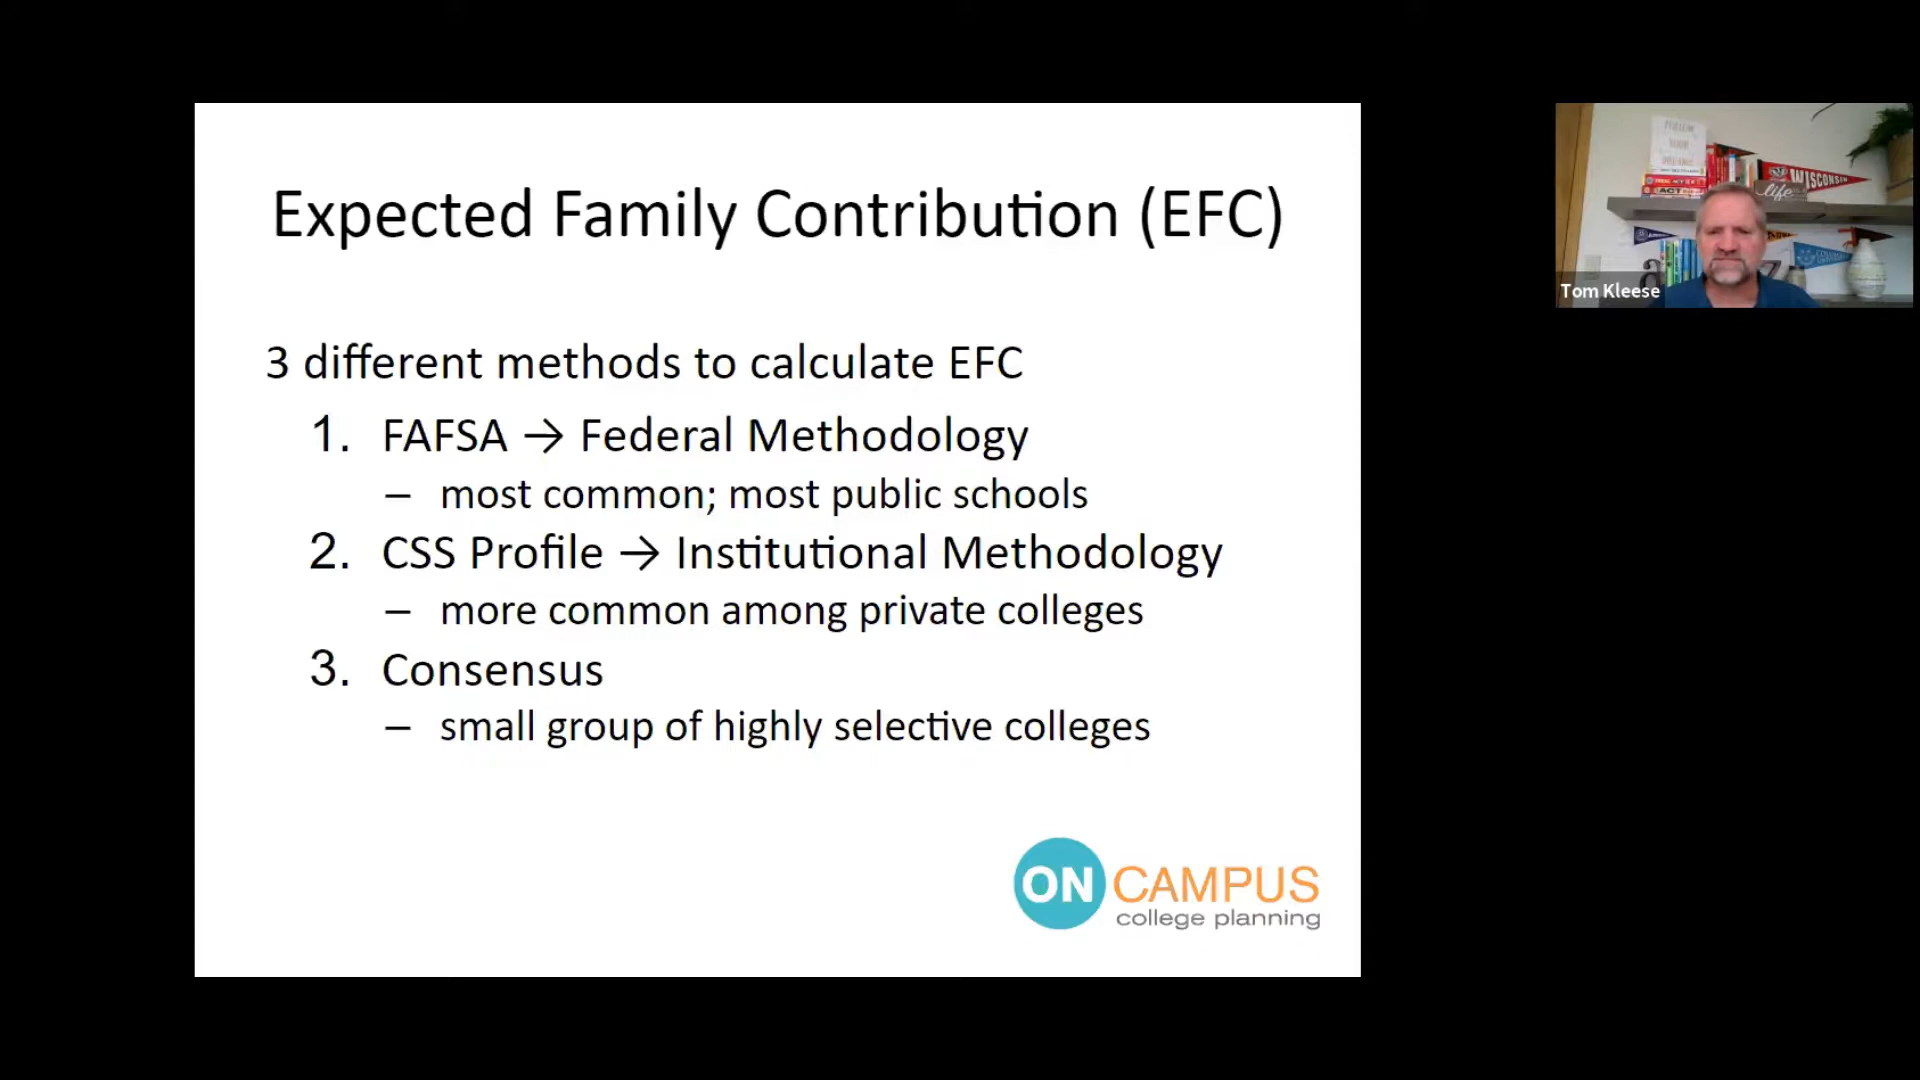 Expected Family Contribution (EFC)
3 different methods to calculate EFC
1. FAFSA → Federal Methodology
– most common; most public schools
2. CSS Profile → Institutional Methodology
– more common among private colleges
3. Consensus
– small group of highly selective colleges
ON CAMPUS
college planning
WISCONSIN
life
ACT
Tom Kleese